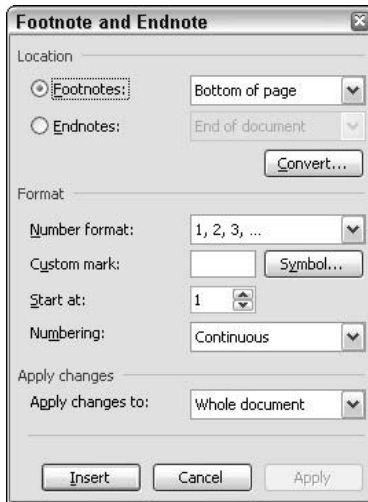 Footnote and Endnote
Location
Footnotes: Bottom of page
Endnotes: End of document
Convert...
Format
Number format: 1, 2, 3, ...
Custom mark: Symbol...
Start at: 1
Numbering: Continuous
Apply changes
Apply changes to: Whole document
Insert Cancel Apply